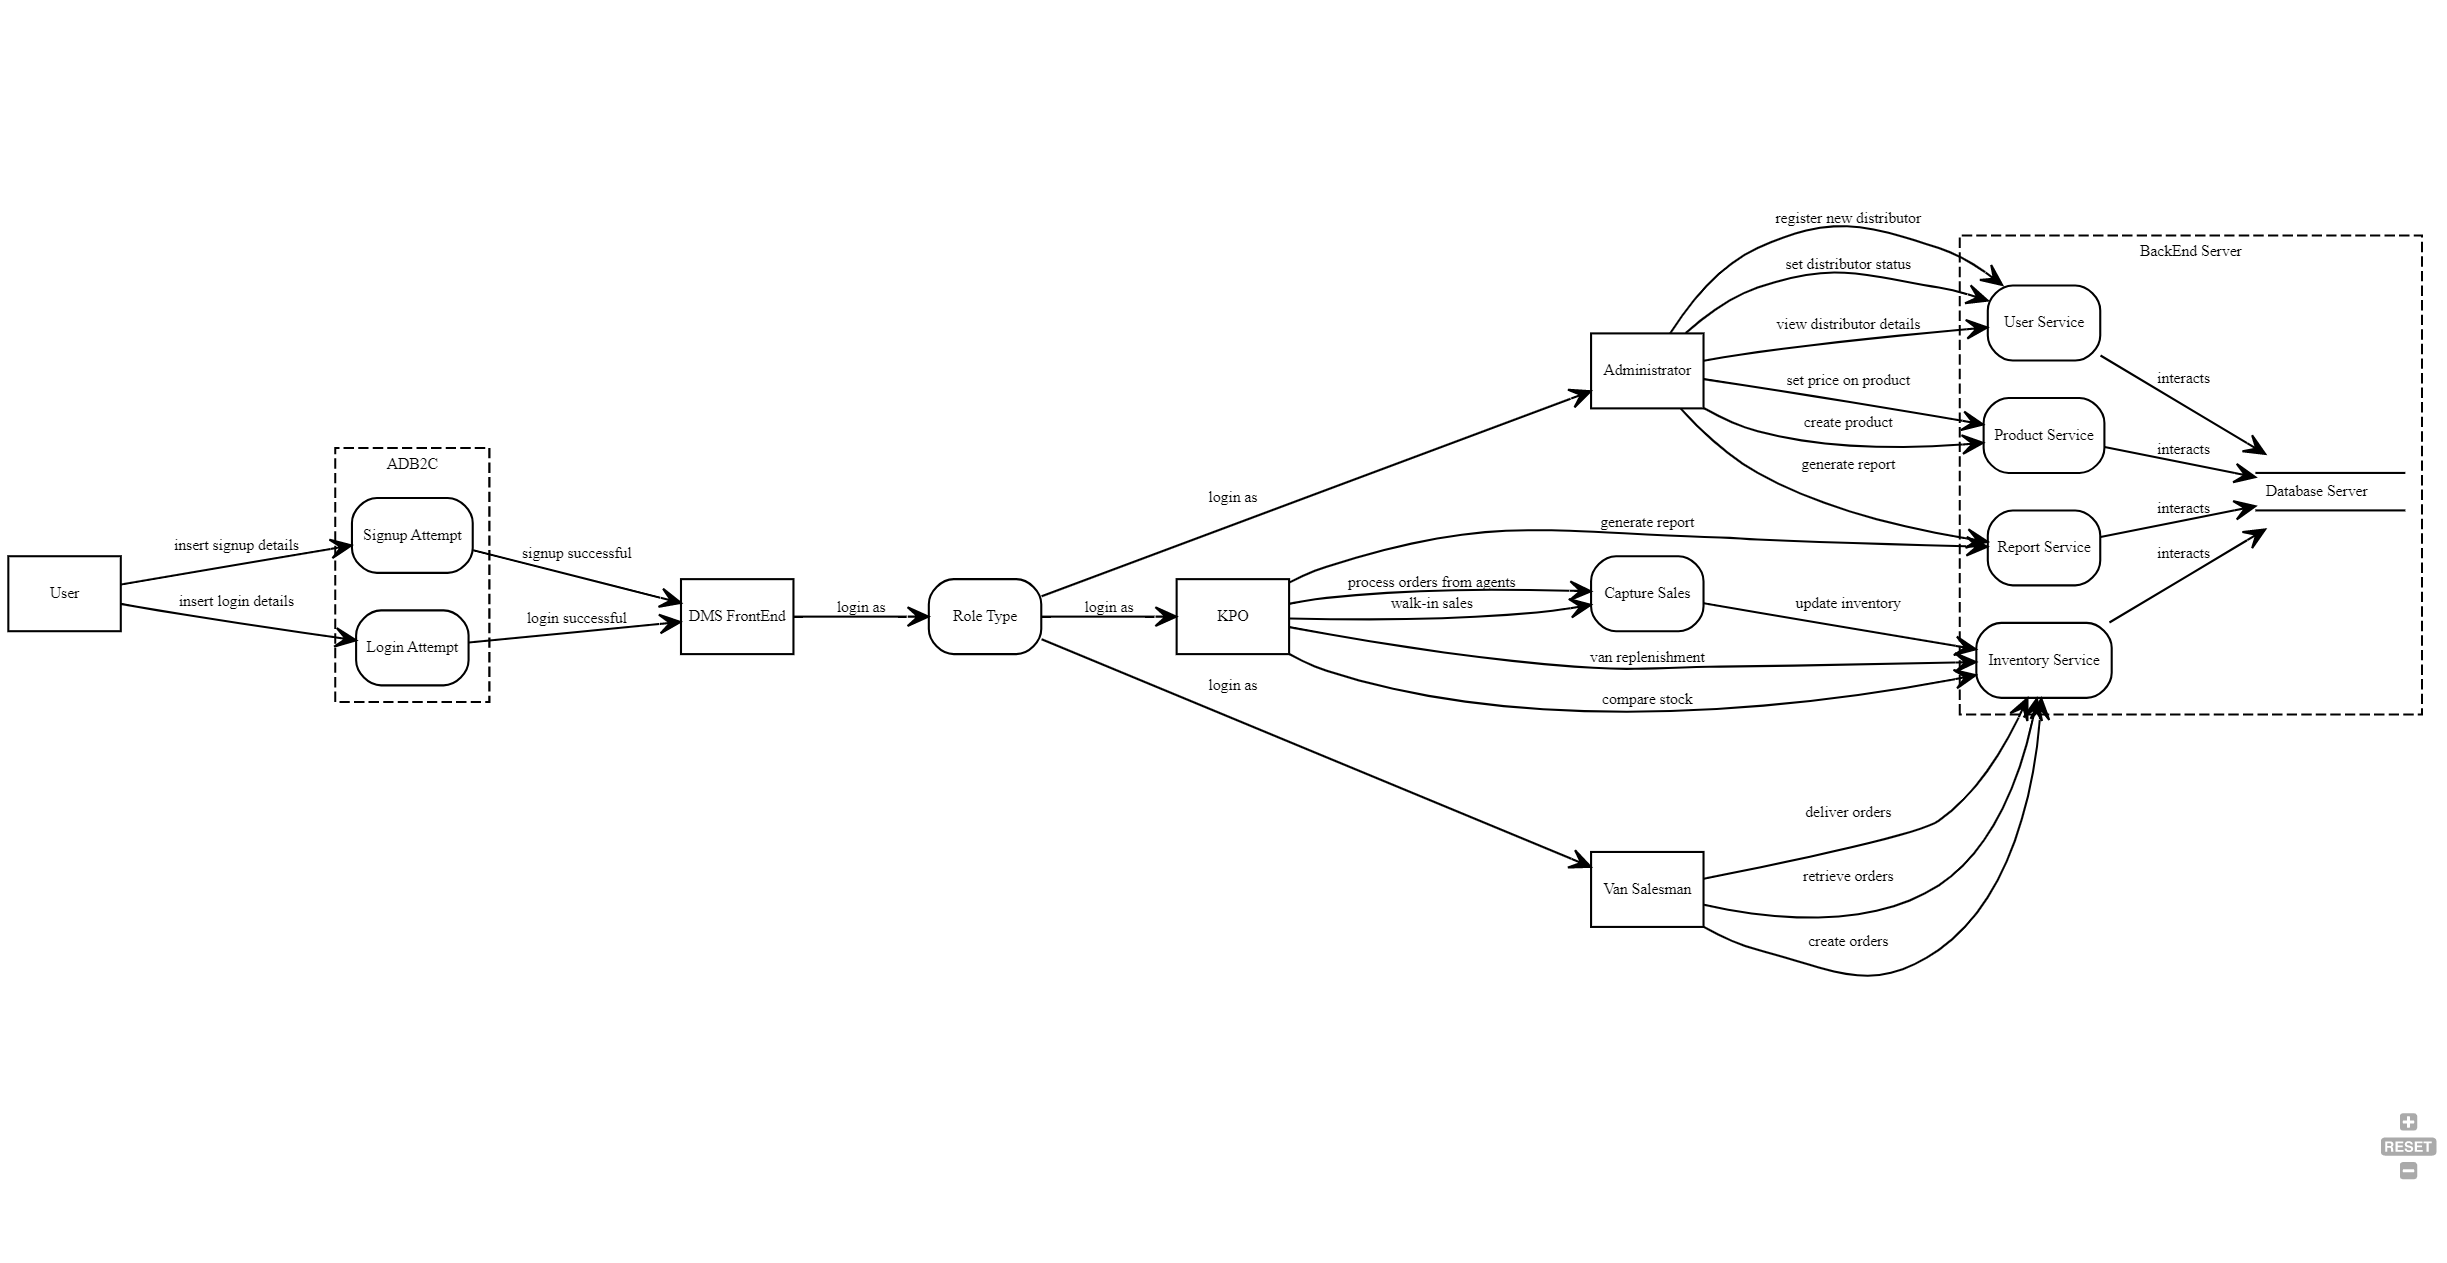 register new distributor
BackEnd Server
set distributor status
User Service
view distributor details
Administrator
interacts
set price on product
create product
Product Service
interacts
generate report
ADB2C
Database Server
login as
interacts
generate report
Signup Attempt
insert signup details
signup successful
Report Service
interacts
process orders from agents
User
insert login details
walk-in sales
Capture Sales
update inventory
login as
login as
DMS FrontEnd
Role Type
KPO
login successful
Login Attempt
van replenishment
Inventory Service
login as
compare stock
deliver orders
retrieve orders
Van Salesman
create orders
RESET